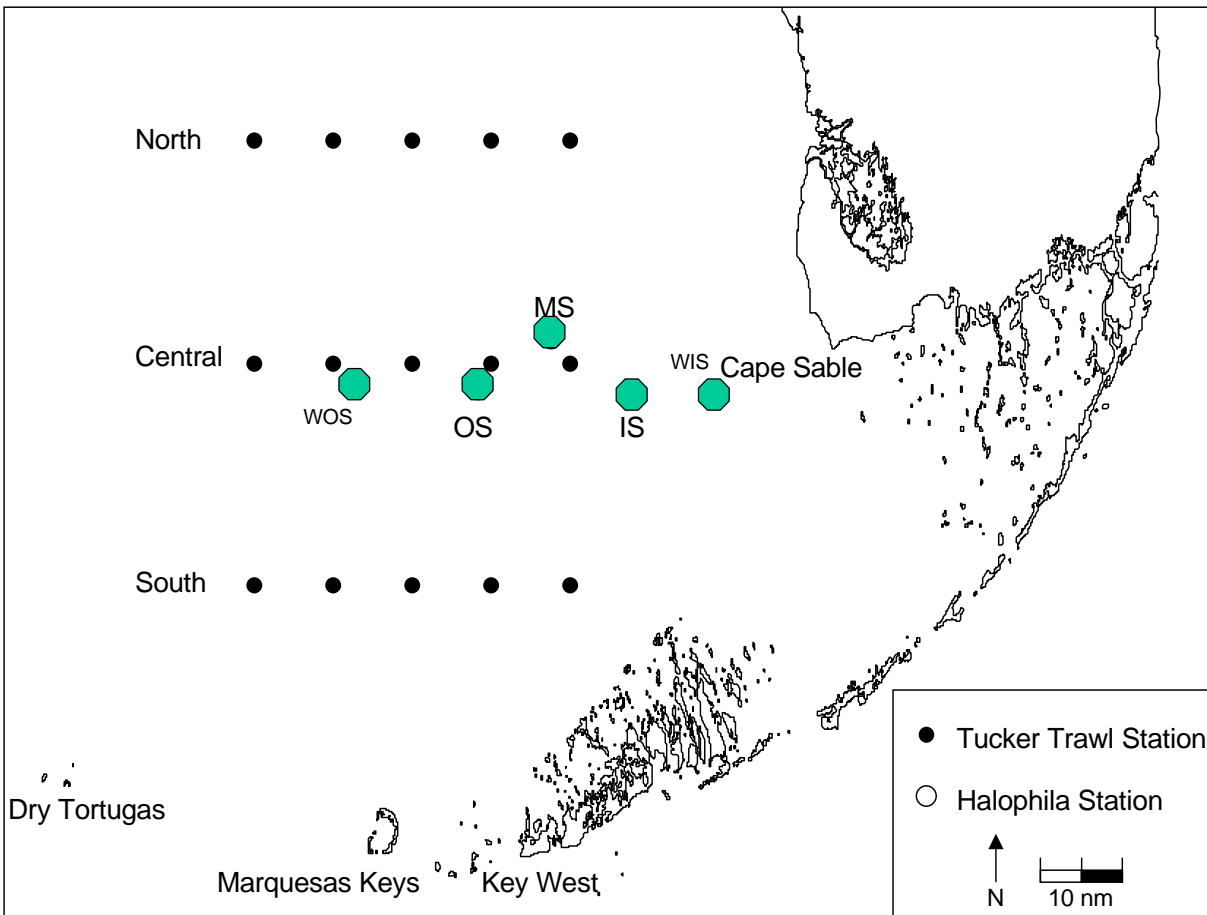 North
MS
Central
WIS
Cape Sable
WOS
OS
IS
South
Tucker Trawl Station
Halophila Station
Dry Tortugas
Marquesas Keys
Key West
N
10 nm